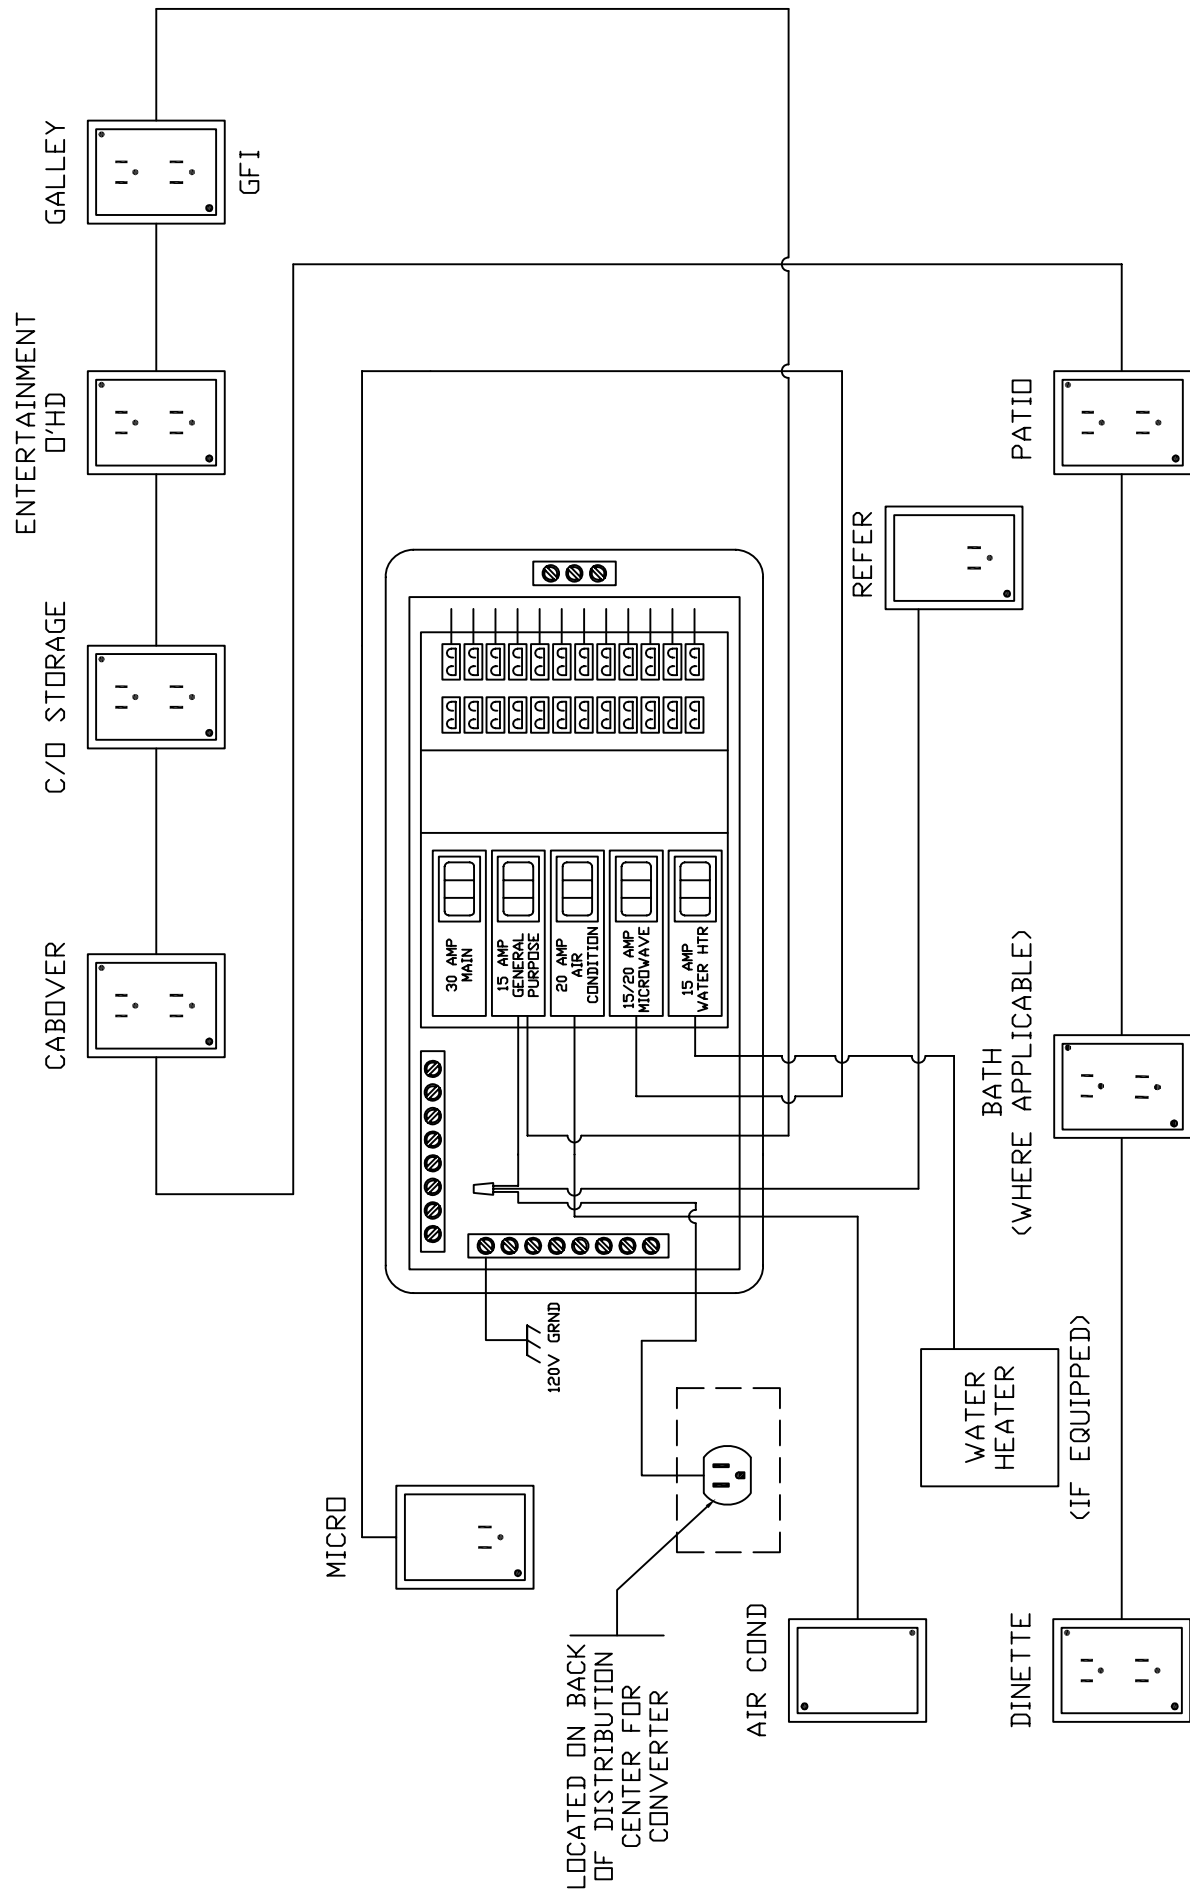 GALLEY
GFI
ENTERTAINMENT
O'HD
C/O STORAGE
CABOVER
PATIO
REFER
BATH
(WHERE APPLICABLE)
DINETTE
30 AMP
MAIN
15 AMP
GENERAL
PURPOSE
20 AMP
AIR
CONDITION
15/20 AMP
MICROWAVE
15 AMP
WATER HTR
120V GRND
MICRO
LOCATED ON BACK
OF DISTRIBUTION
CENTER FOR
CONVERTER
AIR COND
WATER
HEATER
(IF EQUIPPED)